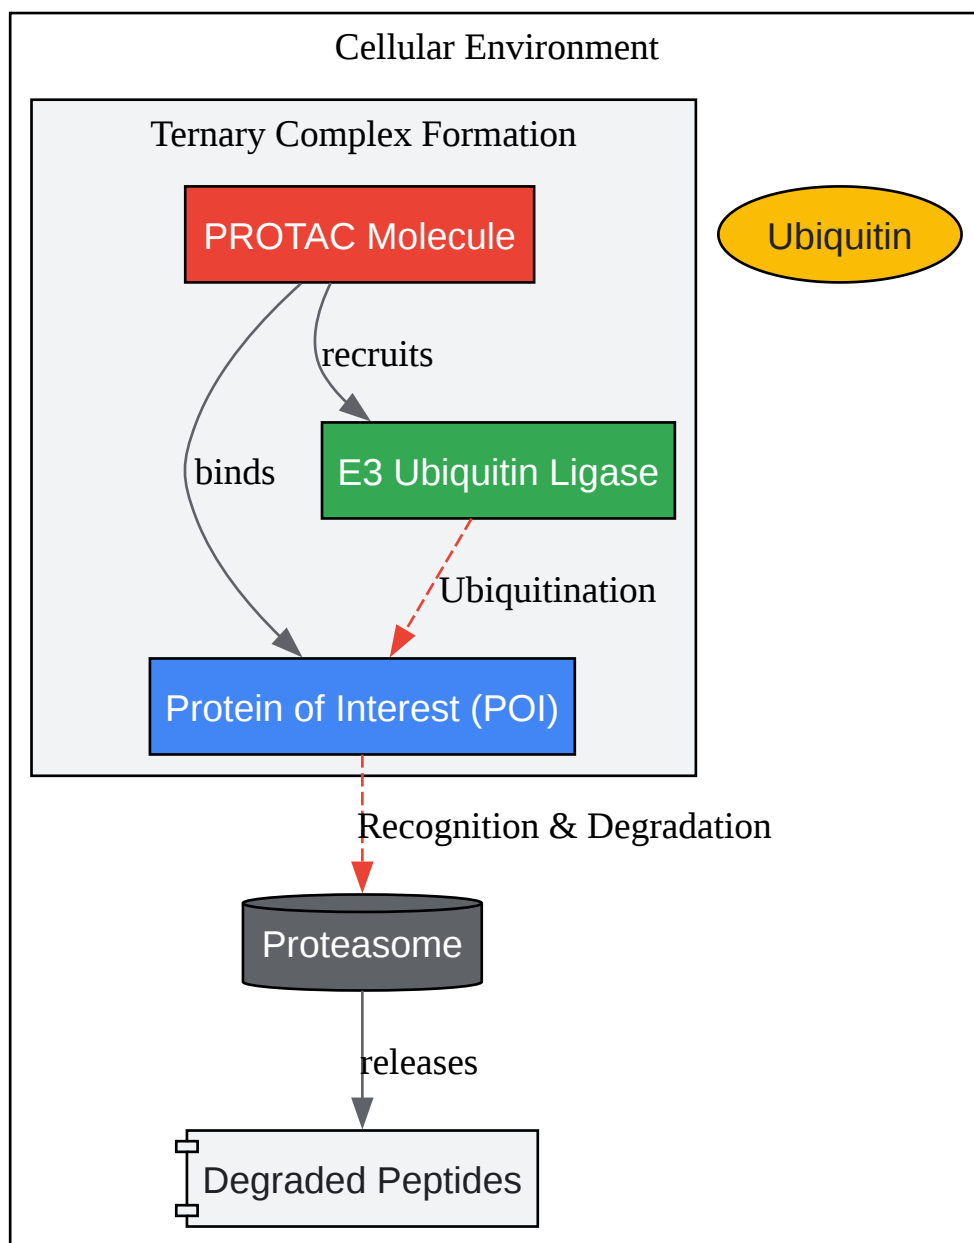 Cellular Environment
Ternary Complex Formation
PROTAC Molecule
Ubiquitin
recruits
binds
E3 Ubiquitin Ligase
Ubiquitination
Protein of Interest (POI)
Recognition & Degradation
Proteasome
releases
Degraded Peptides